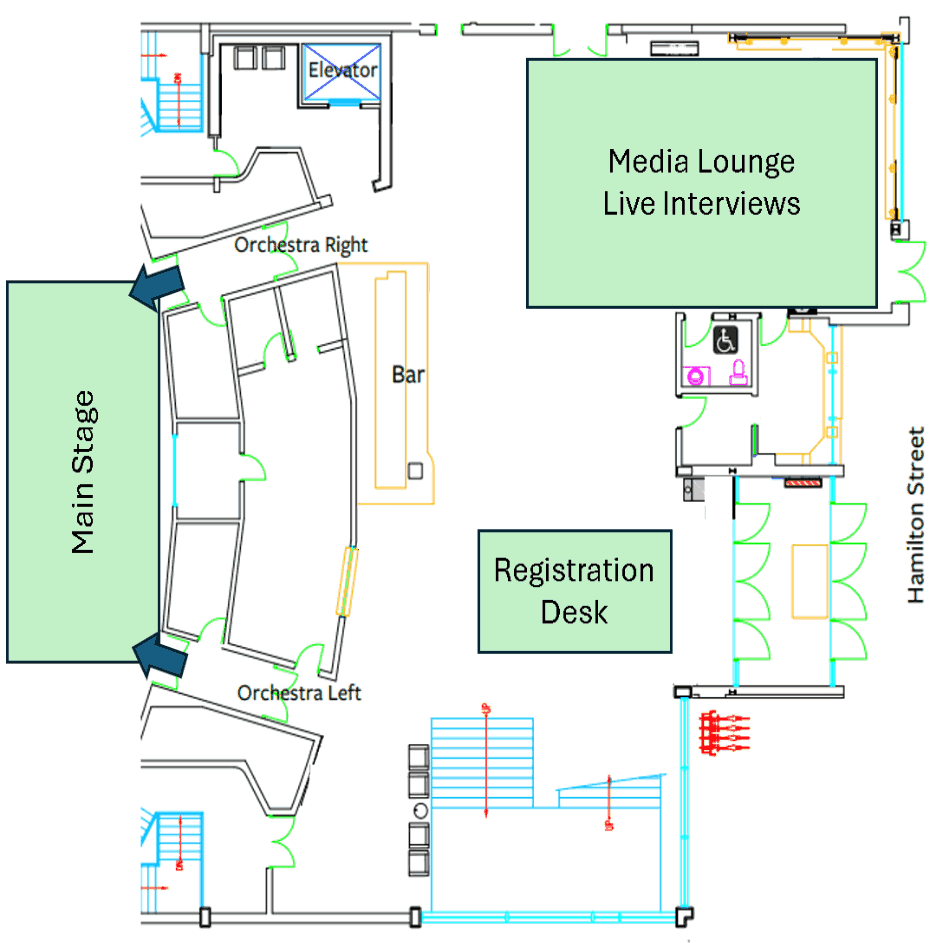 Elevator
DN
Media Lounge
Live Interviews
Orchestra Right
Bar
Main Stage
Hamilton Street
Registration
Desk
Orchestra Left
UP
UP
DN